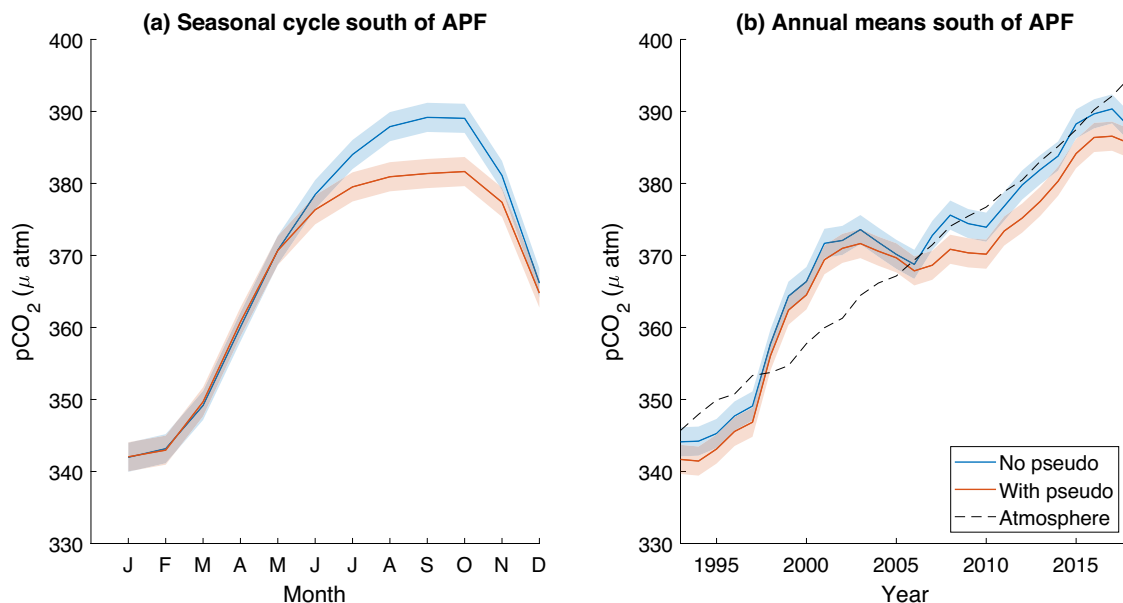 (a) Seasonal cycle south of APF
pCO₂ (μ atm)
400
390
380
370
360
350
340
330
J F M A M J J A S O N D
Month
(b) Annual means south of APF
pCO₂ (μ atm)
400
390
380
370
360
350
340
330
1995 2000 2005 2010 2015
Year
No pseudo
With pseudo
Atmosphere